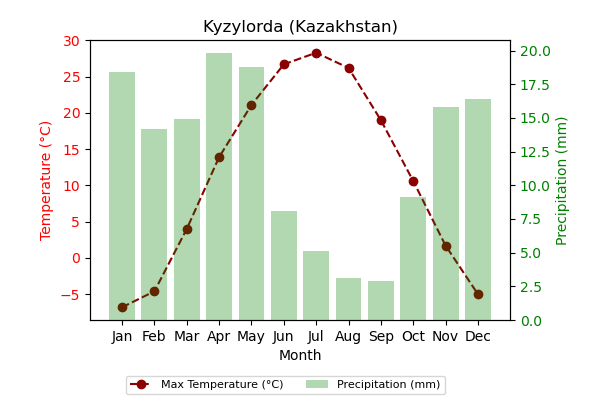 Kyzylorda (Kazakhstan)
30
25
20
15
10
5
0
−5
Temperature (°C)
20.0
17.5
15.0
12.5
10.0
7.5
5.0
2.5
0.0
Precipitation (mm)
Jan Feb Mar Apr May Jun Jul Aug Sep Oct Nov Dec
Month
Max Temperature (°C) Precipitation (mm)